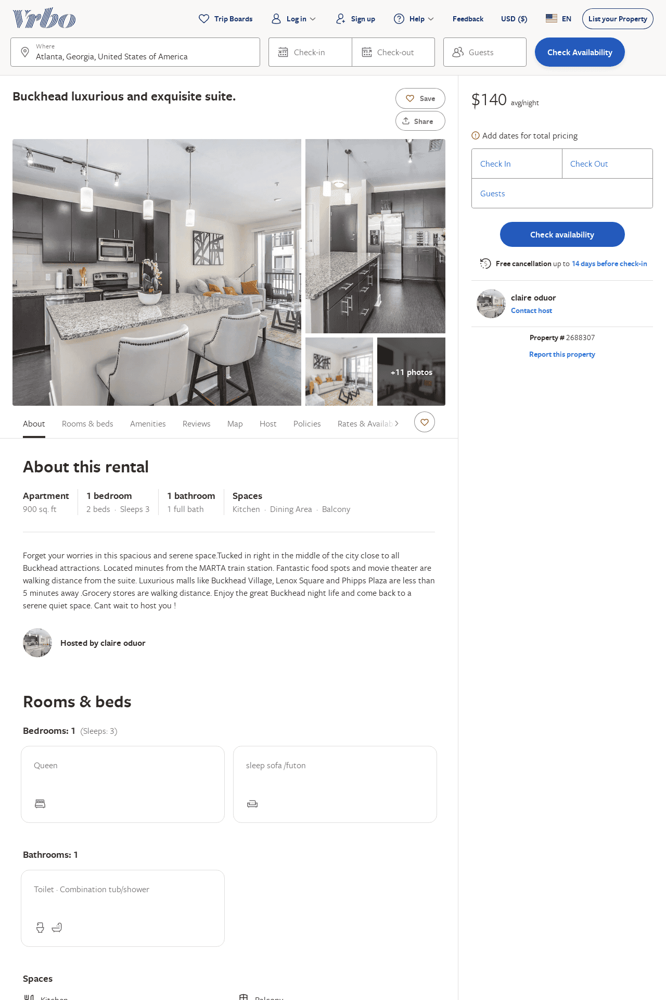 Vrbo
Trip Boards
Log in
Sign up
Help
Feedback
USD ($)
EN
List your Property
Where
Atlanta, Georgia, United States of America
Check-in
Check-out
Guests
Check Availability
Buckhead luxurious and exquisite suite.
Save
Share
+11 photos
$140 avg/night
Add dates for total pricing
Check In
Check Out
Guests
Check availability
Free cancellation up to 14 days before check-in
claire oduor
Contact host
Property # 2688307
Report this property
About
Rooms & beds
Amenities
Reviews
Map
Host
Policies
Rates & Availab
About this rental
Apartment
900 sq. ft
1 bedroom
2 beds · Sleeps 3
1 bathroom
1 full bath
Spaces
Kitchen · Dining Area · Balcony
Forget your worries in this spacious and serene space.Tucked in right in the middle of the city close to all
Buckhead attractions. Located minutes from the MARTA train station. Fantastic food spots and movie theater are
walking distance from the suite. Luxurious malls like Buckhead Village, Lenox Square and Phipps Plaza are less than
5 minutes away .Grocery stores are walking distance. Enjoy the great Buckhead night life and come back to a
serene quiet space. Cant wait to host you !
Hosted by claire oduor
Rooms & beds
Bedrooms: 1 (Sleeps: 3)
Queen
sleep sofa /futon
Bathrooms: 1
Toilet · Combination tub/shower
Spaces
Kitchen
Balcony